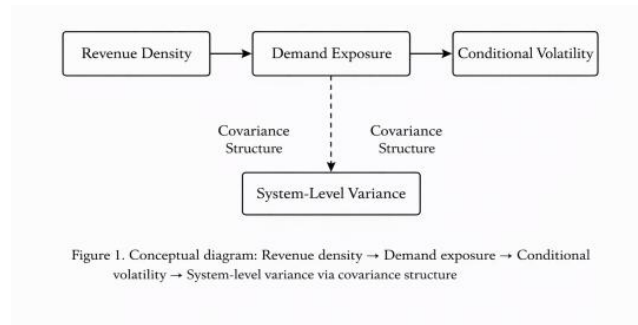 Revenue Density
Demand Exposure
Conditional Volatility
Covariance
Structure
Covariance
Structure
System-Level Variance
Figure 1. Conceptual diagram: Revenue density → Demand exposure → Conditional
volatility → System-level variance via covariance structure